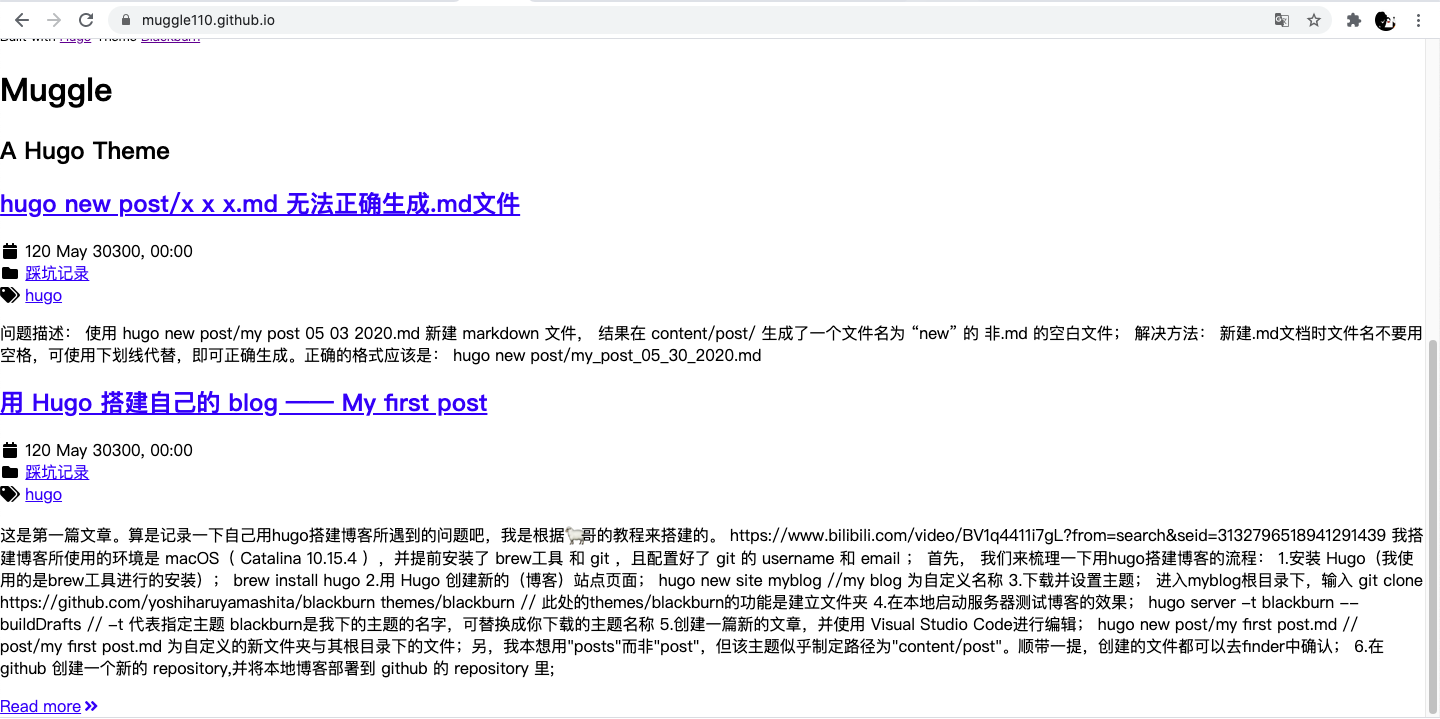 muggle110.github.io
Built with Hugo Theme Blackburn
Muggle
A Hugo Theme
hugo new post/x x x.md 无法正确生成.md文件
120 May 30300, 00:00
踩坑记录
hugo
问题描述： 使用 hugo new post/my post 05 03 2020.md 新建 markdown 文件， 结果在 content/post/ 生成了一个文件名为 “new” 的 非.md 的空白文件； 解决方法： 新建.md文档时文件名不要用
空格，可使用下划线代替，即可正确生成。正确的格式应该是： hugo new post/my_post_05_30_2020.md
用 Hugo 搭建自己的 blog —— My first post
120 May 30300, 00:00
踩坑记录
hugo
这是第一篇文章。算是记录一下自己用hugo搭建博客所遇到的问题吧，我是根据🐏哥的教程来搭建的。 https://www.bilibili.com/video/BV1q4411i7gL?from=search&seid=3132796518941291439 我搭
建博客所使用的环境是 macOS（ Catalina 10.15.4 ），并提前安装了 brew工具 和 git ，且配置好了 git 的 username 和 email ； 首先， 我们来梳理一下用hugo搭建博客的流程： 1.安装 Hugo（我使
用的是brew工具进行的安装）； brew install hugo 2.用 Hugo 创建新的（博客）站点页面； hugo new site myblog //my blog 为自定义名称 3.下载并设置主题； 进入myblog根目录下，输入 git clone
https://github.com/yoshiharuyamashita/blackburn themes/blackburn // 此处的themes/blackburn的功能是建立文件夹 4.在本地启动服务器测试博客的效果； hugo server -t blackburn --
buildDrafts // -t 代表指定主题 blackburn是我下的主题的名字，可替换成你下载的主题名称 5.创建一篇新的文章，并使用 Visual Studio Code进行编辑； hugo new post/my first post.md //
post/my first post.md 为自定义的新文件夹与其根目录下的文件；另，我本想用"posts"而非"post"，但该主题似乎制定路径为"content/post"。顺带一提，创建的文件都可以去finder中确认； 6.在
github 创建一个新的 repository,并将本地博客部署到 github 的 repository 里;
Read more